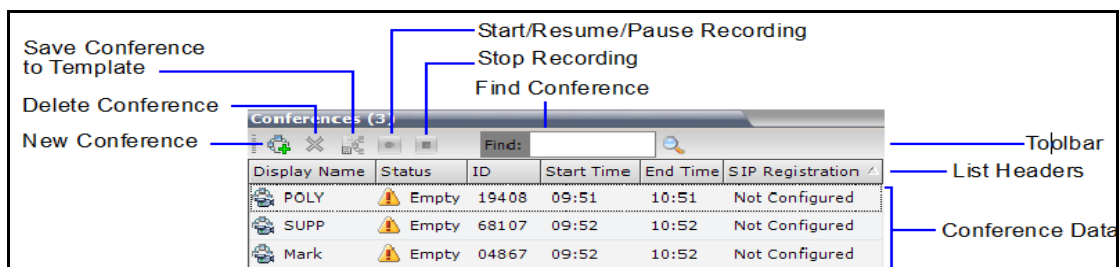 Start/Resume/Pause Recording
Save Conference
to Template
Stop Recording
Find Conference
Delete Conference
Conferences (3)
New Conference
Find:
Toolbar
Display Name Status ID Start Time End Time SIP Registration
List Headers
POLY Empty 19408 09:51 10:51 Not Configured
SUPP Empty 68107 09:52 10:52 Not Configured
Conference Data
Mark Empty 04867 09:52 10:52 Not Configured